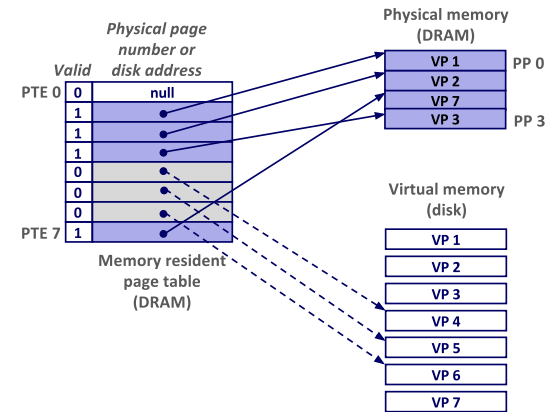 Physical page
number or
disk address
Valid
PTE 0
0
null
1
1
1
0
0
0
PTE 7
1
Memory resident
page table
(DRAM)
Physical memory
(DRAM)
VP 1
PP 0
VP 2
VP 7
VP 3
PP 3
Virtual memory
(disk)
VP 1
VP 2
VP 3
VP 4
VP 5
VP 6
VP 7